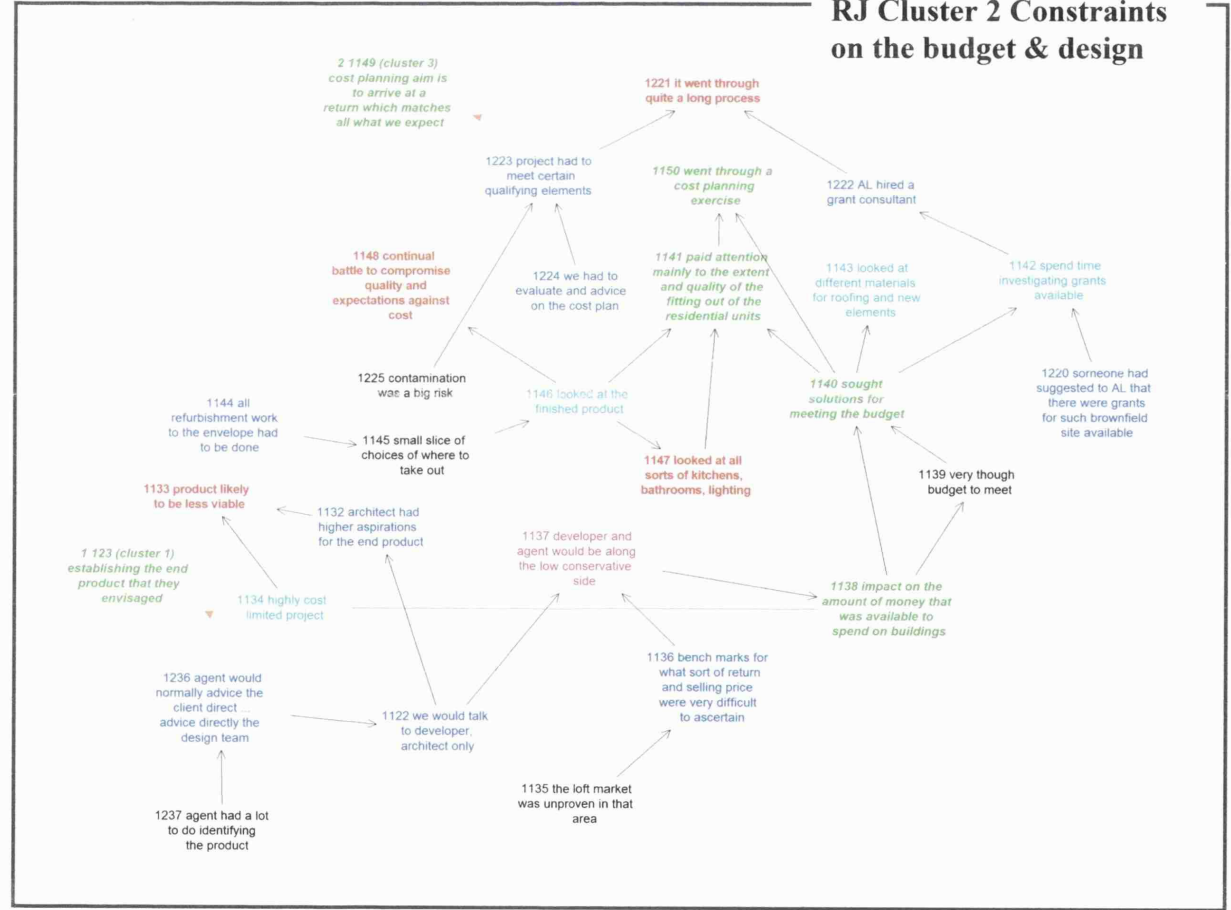 RJ Cluster 2 Constraints
on the budget & design
2 1149 (cluster 3)
cost planning aim is
to arrive at a
return which matches
all what we expect
1221 it went through
quite a long process
1223 project had to
meet certain
qualifying elements
1150 went through a
cost planning
exercise
1222 AL hired a
grant consultant
1148 continual
battle to compromise
quality and
expectations against
cost
1224 we had to
evaluate and advice
on the cost plan
1141 paid attention
mainly to the extent
and quality of the
fitting out of the
residential units
1143 looked at
different materials
for roofing and new
elements
1142 spend time
investigating grants
available
1225 contamination
was a big risk
1146 looked at the
finished product
1140 sought
solutions for
meeting the budget
1220 someone had
suggested to AL that
there were grants
for such brownfield
site available
1144 all
refurbishment work
to the envelope had
to be done
1145 small slice of
choices of where to
take out
1147 looked at all
sorts of kitchens,
bathrooms, lighting
1139 very though
budget to meet
1133 product likely
to be less viable
1132 architect had
higher aspirations
for the end product
1137 developer and
agent would be along
the low conservative
side
1 123 (cluster 1)
establishing the end
product that they
envisaged
1134 highly cost
limited project
1138 impact on the
amount of money that
was available to
spend on buildings
1236 agent would
normally advice the
client direct ...
advice directly the
design team
1122 we would talk
to developer,
architect only
1136 bench marks for
what sort of return
and selling price
were very difficult
to ascertain
1135 the loft market
was unproven in that
area
1237 agent had a lot
to do identifying
the product